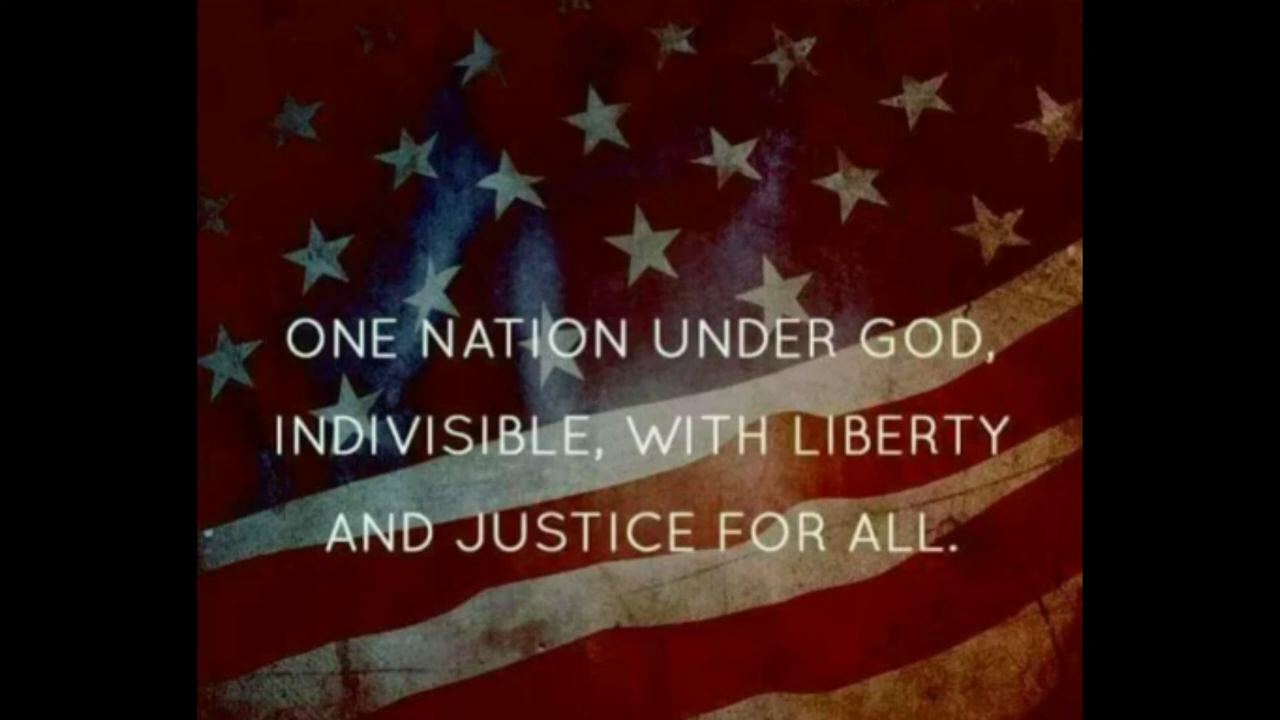 ONE NATION UNDER GOD,
INDIVISIBLE, WITH LIBERTY
AND JUSTICE FOR ALL.